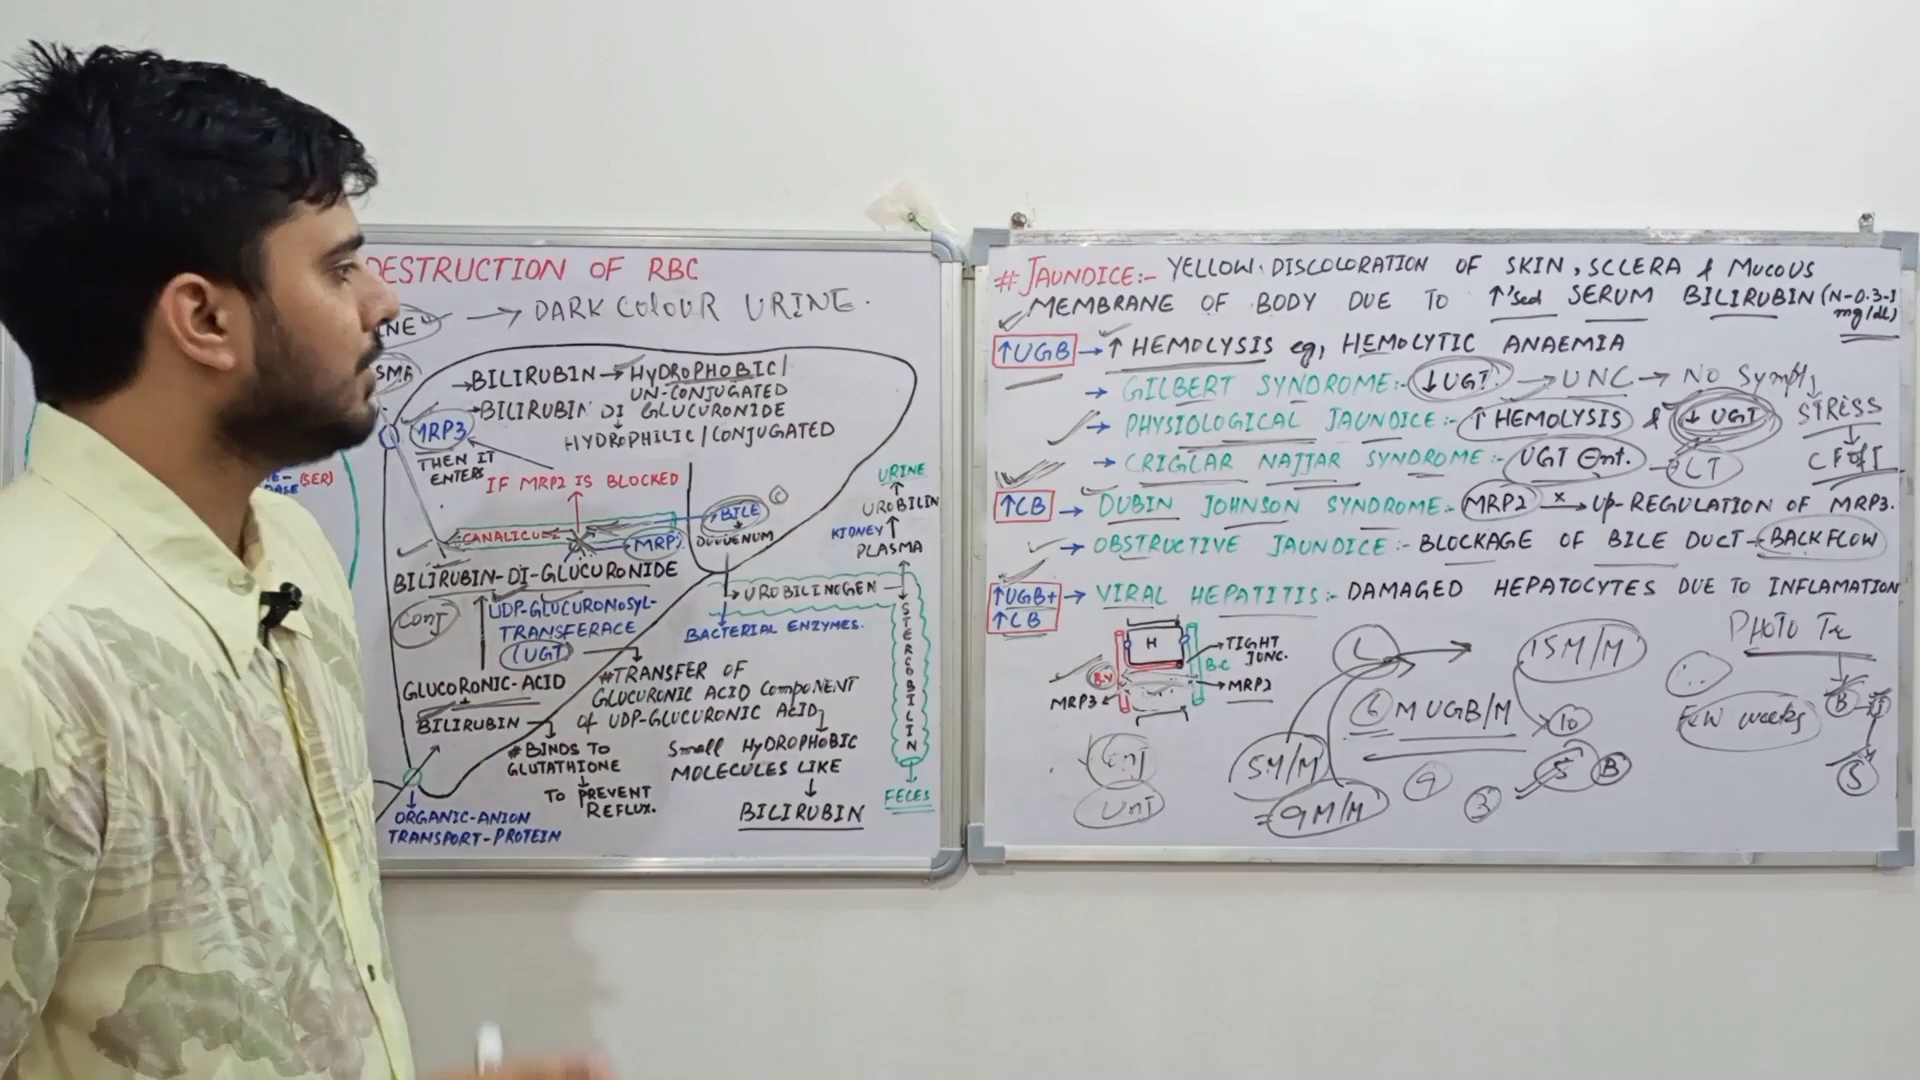 DESTRUCTION OF RBC
→ DARK COLOUR URINE.
→BILIRUBIN → HYDROPHOBIC/
UN-CONJUGATED
→BILIRUBIN DI GLUCURONIDE
HYDROPHILIC/CONJUGATED
MRP3
THEN IT
ENTERS
IF MRP2 IS BLOCKED
(SER)
CANALICU
BILE
C
DUODENUM
MRP2
BILIRUBIN-DI-GLUCURONIDE
CONJ
UDP-GLUCURONOSYL-
TRANSFERACE
(UGT)
GLUCORONIC-ACID
+
BILIRUBIN
#BINDS TO
GLUTATHIONE
TO PREVENT
REFLUX.
ORGANIC-ANION
TRANSPORT-PROTEIN
#TRANSFER OF
GLUCURONIC ACID COMPONENT
of UDP-GLUCURONIC ACID
Small HYDROPHOBIC
MOLECULES LIKE
BILIRUBIN
URINE
UROBILIN
KIDNEY
PLASMA
→ UROBILINOGEN
BACTERIAL ENZYMES.
STERCOBILIN
FECES
# JAUNDICE:- YELLOW DISCOLORATION OF SKIN, SCLERA & MUCOUS
MEMBRANE OF BODY DUE TO ↑'sed SERUM BILIRUBIN (N-0.3-1
mg/dL)
↑UGB → ↑ HEMOLYSIS eg, HEMOLYTIC ANAEMIA
→ GILBERT SYNDROME:- ↓UGT → UNC → NO Sympt
→ PHYSIOLOGICAL JAUNDICE:- ↑ HEMOLYSIS & ↓ UGT
STRESS
→ CRIGLAR NAJJAR SYNDROME:- UGT → LT
↑CB → DUBIN JOHNSON SYNDROME:- MRP2 x→ Up-REGULATION OF MRP3.
→ OBSTRUCTIVE JAUNDICE:- BLOCKAGE OF BILE DUCT-BACKFLOW
↑UGB+ → VIRAL HEPATITIS:- DAMAGED HEPATOCYTES DUE TO INFLAMATION
↑CB
H
B.V
MRP3
TIGHT
JUNC.
B.C
MRP2
L
15M/M
6 M UGB/M
10
5M/M
=9M/M
9
3
5
B
PHOTO Tx
FEW weeks
B
S